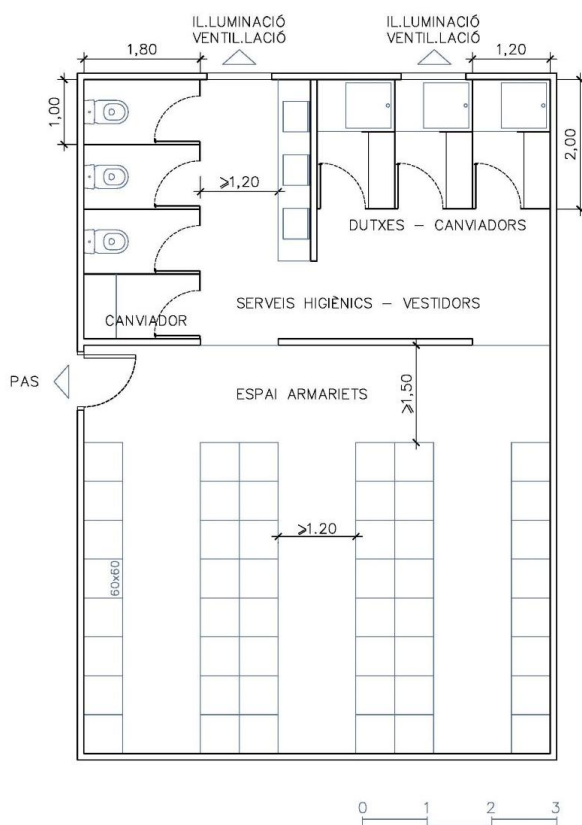 IL.LUMINACIÓ
VENTIL.LACIÓ
IL.LUMINACIÓ
VENTIL.LACIÓ
1,80
1,20
1,00
2,00
≥1,20
DUTXES – CANVIADORS
SERVEIS HIGIÈNICS – VESTIDORS
CANVIADOR
PAS
ESPAI ARMARIETS
≥1,50
≥1.20
60x60
0 1 2 3